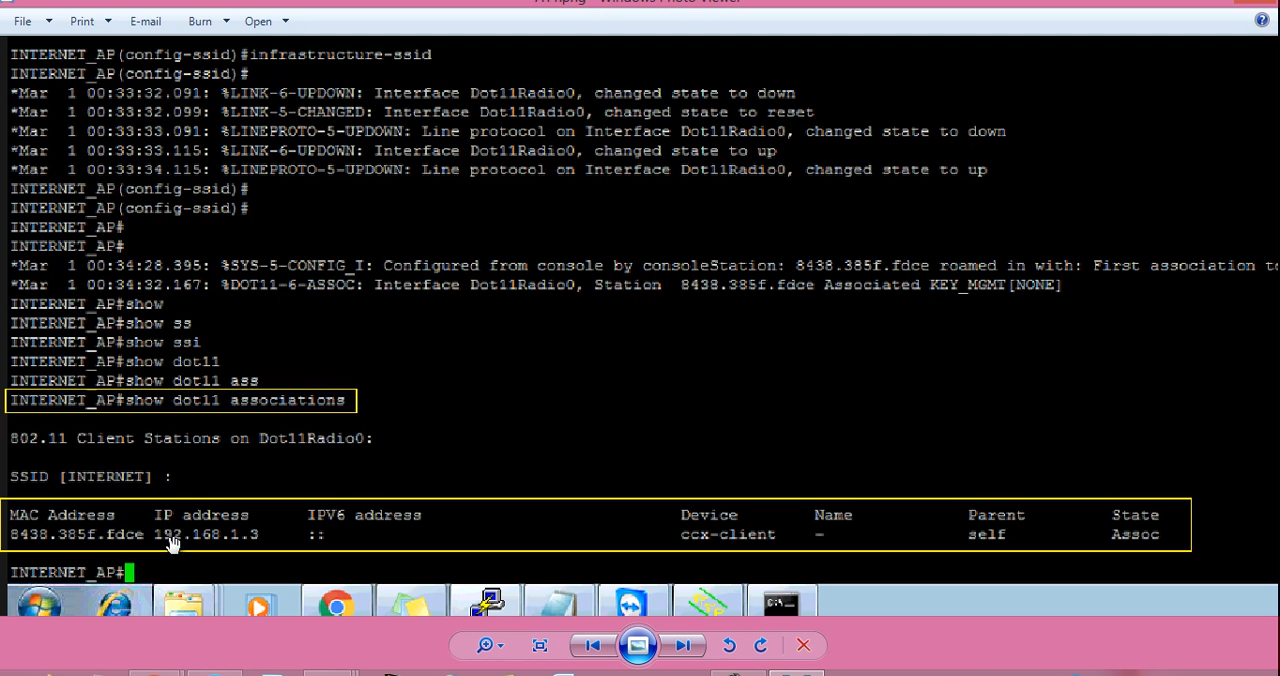 File Print E-mail Burn Open
INTERNET_AP(config-ssid)#infrastructure-ssid
INTERNET_AP(config-ssid)#
*Mar  1 00:33:32.091: %LINK-6-UPDOWN: Interface Dot11Radio0, changed state to down
*Mar  1 00:33:32.099: %LINK-5-CHANGED: Interface Dot11Radio0, changed state to reset
*Mar  1 00:33:33.091: %LINEPROTO-5-UPDOWN: Line protocol on Interface Dot11Radio0, changed state to down
*Mar  1 00:33:33.115: %LINK-6-UPDOWN: Interface Dot11Radio0, changed state to up
*Mar  1 00:33:34.115: %LINEPROTO-5-UPDOWN: Line protocol on Interface Dot11Radio0, changed state to up
INTERNET_AP(config-ssid)#
INTERNET_AP(config-ssid)#
INTERNET_AP#
INTERNET_AP#
*Mar  1 00:34:28.395: %SYS-5-CONFIG_I: Configured from console by consoleStation: 8438.385f.fdce roamed in with: First association to
*Mar  1 00:34:32.167: %DOT11-6-ASSOC: Interface Dot11Radio0, Station  8438.385f.fdce Associated KEY_MGMT[NONE]
INTERNET_AP#show
INTERNET_AP#show ss
INTERNET_AP#show ssi
INTERNET_AP#show dot11
INTERNET_AP#show dot11 ass
INTERNET_AP#show dot11 associations
802.11 Client Stations on Dot11Radio0:
SSID [INTERNET] :
MAC Address IP address IPV6 address Device Name Parent State
8438.385f.fdce 192.168.1.3 :: ccx-client - self Assoc
INTERNET_AP#